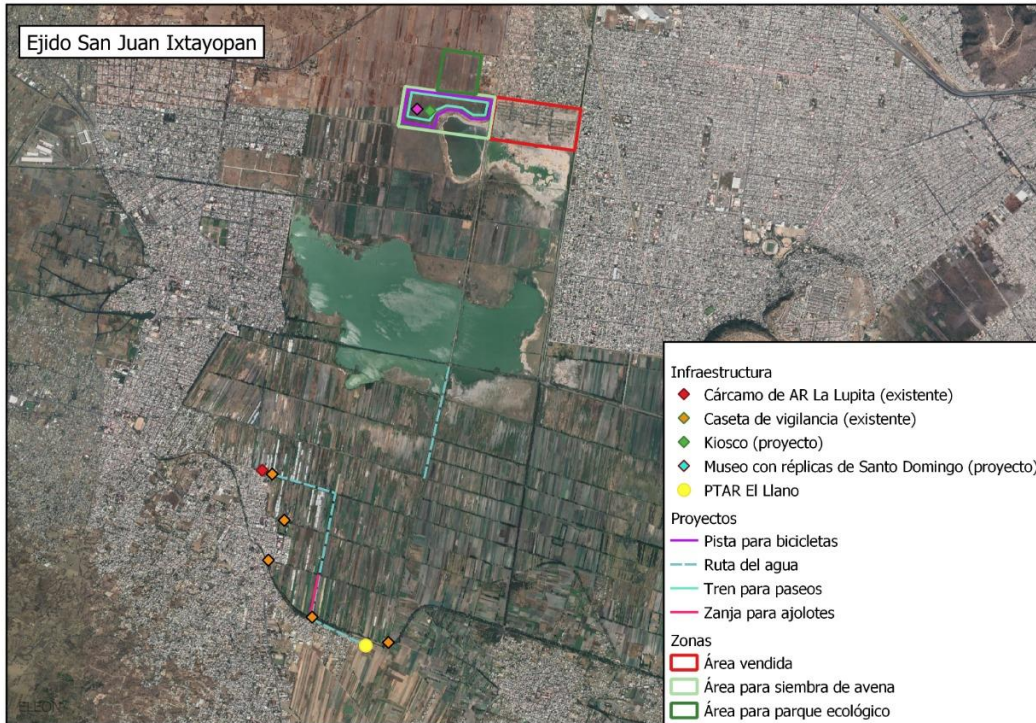 Ejido San Juan Ixtayopan
Infraestructura
Cárcamo de AR La Lupita (existente)
Caseta de vigilancia (existente)
Kiosco (proyecto)
Museo con réplicas de Santo Domingo (proyecto)
PTAR El Llano
Proyectos
Pista para bicicletas
Ruta del agua
Tren para paseos
Zanja para ajolotes
Zonas
Área vendida
Área para siembra de avena
Área para parque ecológico